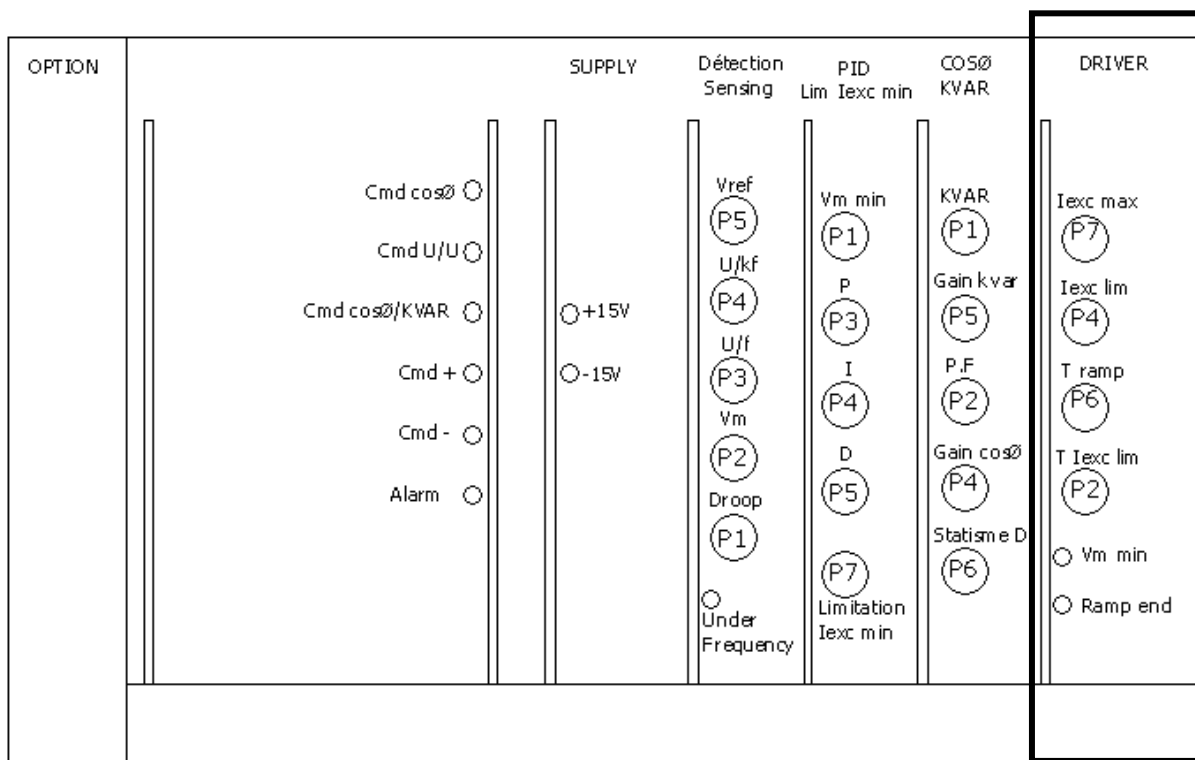 OPTION
Cmd cosØ
Cmd U/U
Cmd cosØ/KVAR
Cmd +
Cmd -
Alarm
SUPPLY
+15V
-15V
Détection
Sensing
Vref
P5
U/kf
P4
U/f
P3
Vm
P2
Droop
P1
Under
Frequency
PID
Lim Iexc min
Vm min
P1
P
P3
I
P4
D
P5
P7
Limitation
Iexc min
COSØ
KVAR
KVAR
P1
Gain kvar
P5
P.F
P2
Gain cosØ
P4
Statisme D
P6
DRIVER
Iexc max
P7
Iexc lim
P4
T ramp
P6
T Iexc lim
P2
Vm min
Ramp end